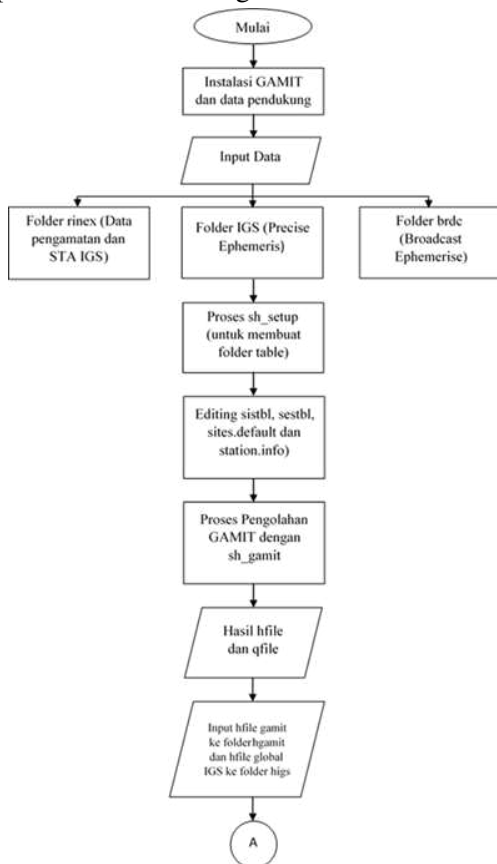 Mulai
Instalasi GAMIT
dan data pendukung
Input Data
Folder rinex (Data
pengamatan dan
STA IGS)
Folder IGS (Precise
Ephemeris)
Folder brdc
(Broadcast
Ephemerise)
Proses sh_setup
(untuk membuat
folder table)
Editing sistbl, sestbl,
sites.default dan
station.info)
Proses Pengolahan
GAMIT dengan
sh_gamit
Hasil hfile
dan qfile
Input hfile gamit
ke folderhgamit
dan hfile global
IGS ke folder higs
A